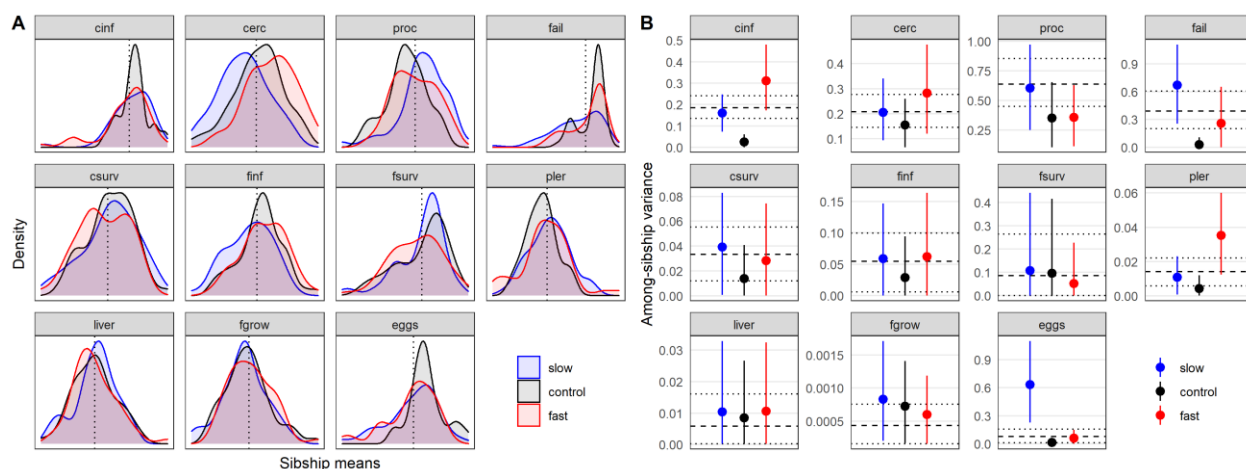 A
cinf cerc proc fail
csurv finf fsurv pler
liver fgrow eggs
Density
Sibship means
slow
control
fast
B
cinf cerc proc fail
0.5
0.4
0.3
0.2
0.1
0.0
0.4
0.3
0.2
0.1
1.00
0.75
0.50
0.25
0.9
0.6
0.3
0.0
csurv finf fsurv pler
0.08
0.06
0.04
0.02
0.00
0.15
0.10
0.05
0.00
0.4
0.3
0.2
0.1
0.0
0.06
0.04
0.02
0.00
liver fgrow eggs
0.03
0.02
0.01
0.00
0.0015
0.0010
0.0005
0.9
0.6
0.3
0.0
Among-sibship variance
slow
control
fast